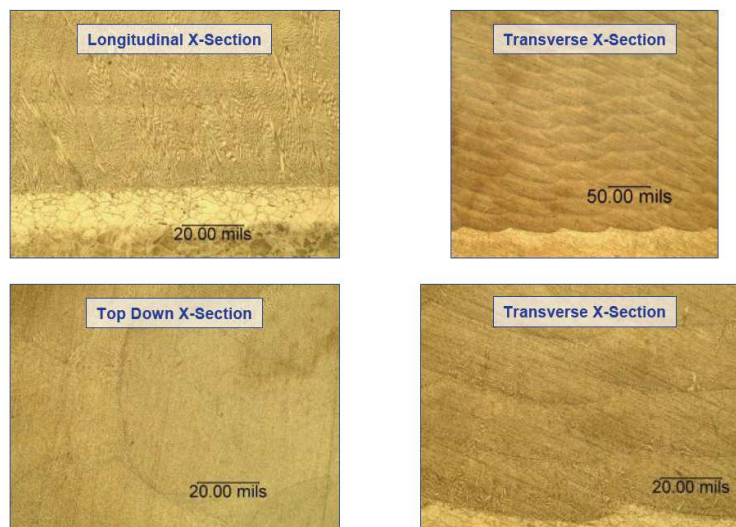 Longitudinal X-Section
20.00 mils
Transverse X-Section
50.00 mils
Top Down X-Section
20.00 mils
Transverse X-Section
20.00 mils